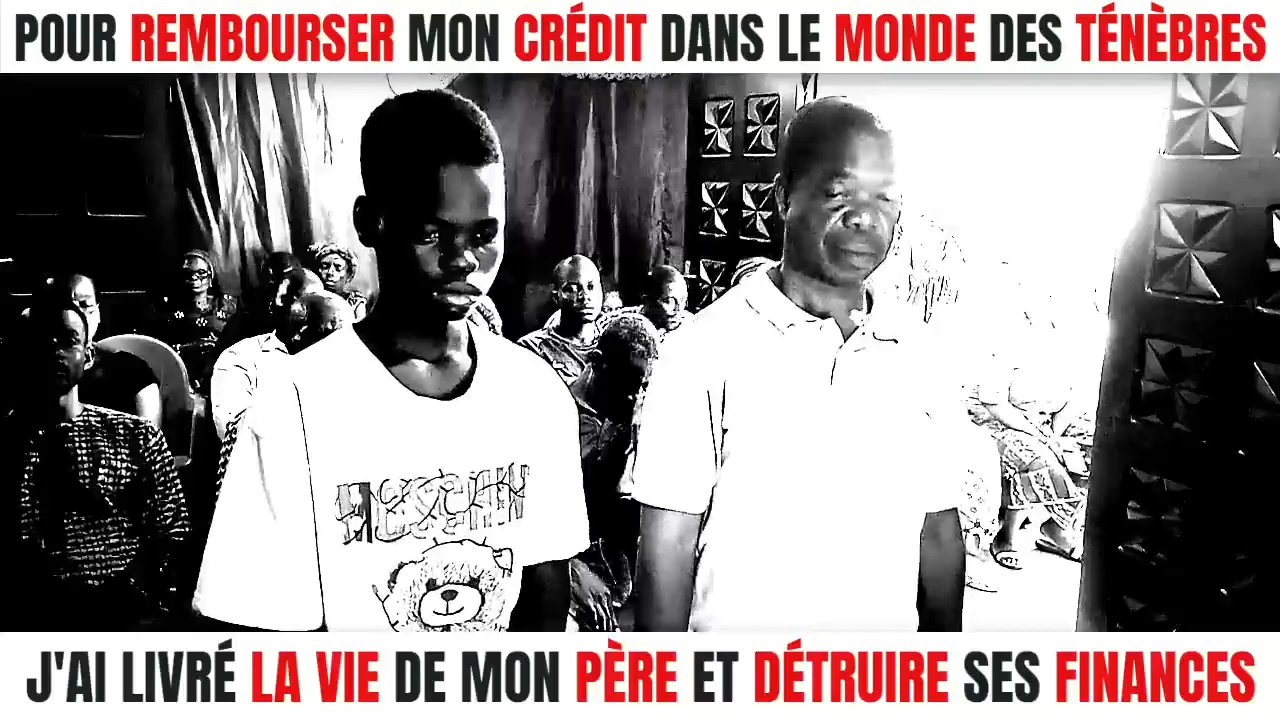 POUR REMBOURSER MON CRÉDIT DANS LE MONDE DES TÉNÈBRES
J'AI LIVRÉ LA VIE DE MON PÈRE ET DÉTRUIRE SES FINANCES